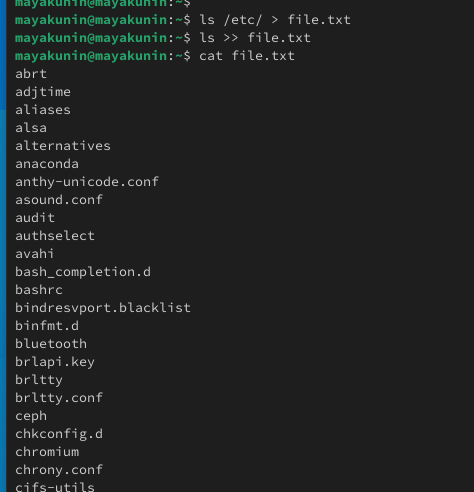 mayakunin@mayakunin:~$
mayakunin@mayakunin:~$ ls /etc/ > file.txt
mayakunin@mayakunin:~$ ls >> file.txt
mayakunin@mayakunin:~$ cat file.txt
abrt
adjtime
aliases
alsa
alternatives
anaconda
anthy-unicode.conf
asound.conf
audit
authselect
avahi
bash_completion.d
bashrc
bindresvport.blacklist
binfmt.d
bluetooth
brlapi.key
brltty
brltty.conf
ceph
chkconfig.d
chromium
chrony.conf
cifs-utils